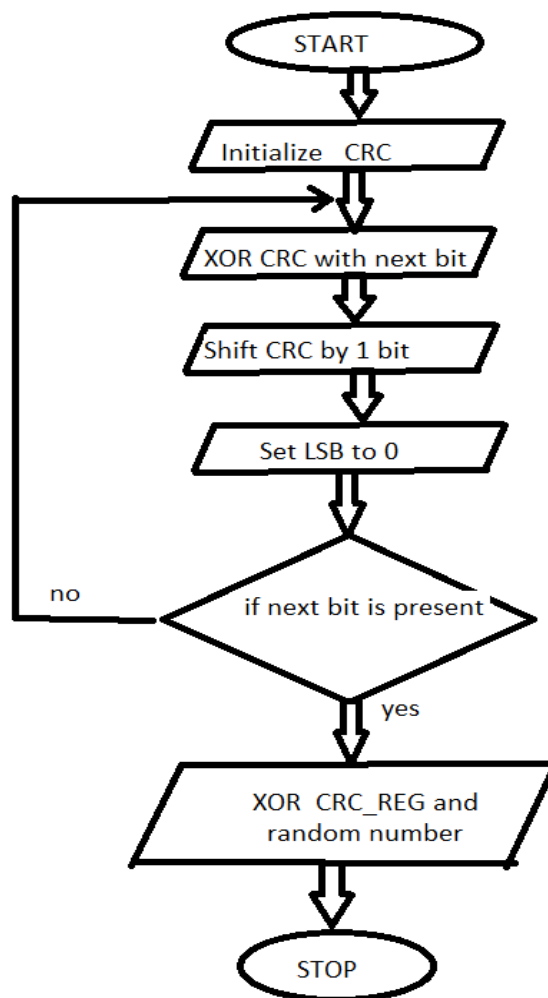 START
Initialize CRC
XOR CRC with next bit
Shift CRC by 1 bit
Set LSB to 0
if next bit is present
no
yes
XOR CRC_REG and
random number
STOP